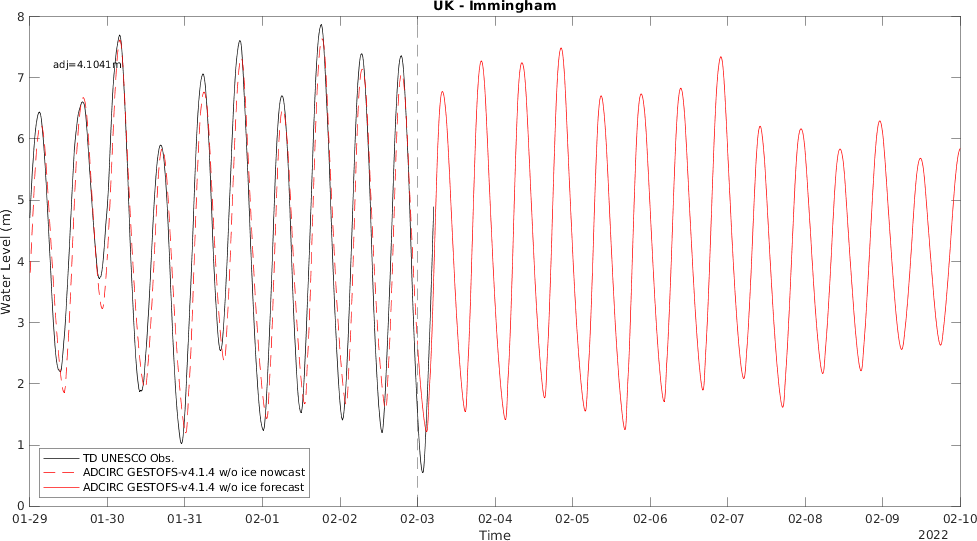 UK - Immingham
8
7
6
5
4
3
2
1
0
adj=4.1041m
Water Level (m)
TD UNESCO Obs.
ADCIRC GESTOFS-v4.1.4 w/o ice nowcast
ADCIRC GESTOFS-v4.1.4 w/o ice forecast
01-29 01-30 01-31 02-01 02-02 02-03 02-04 02-05 02-06 02-07 02-08 02-09 02-10
Time
2022